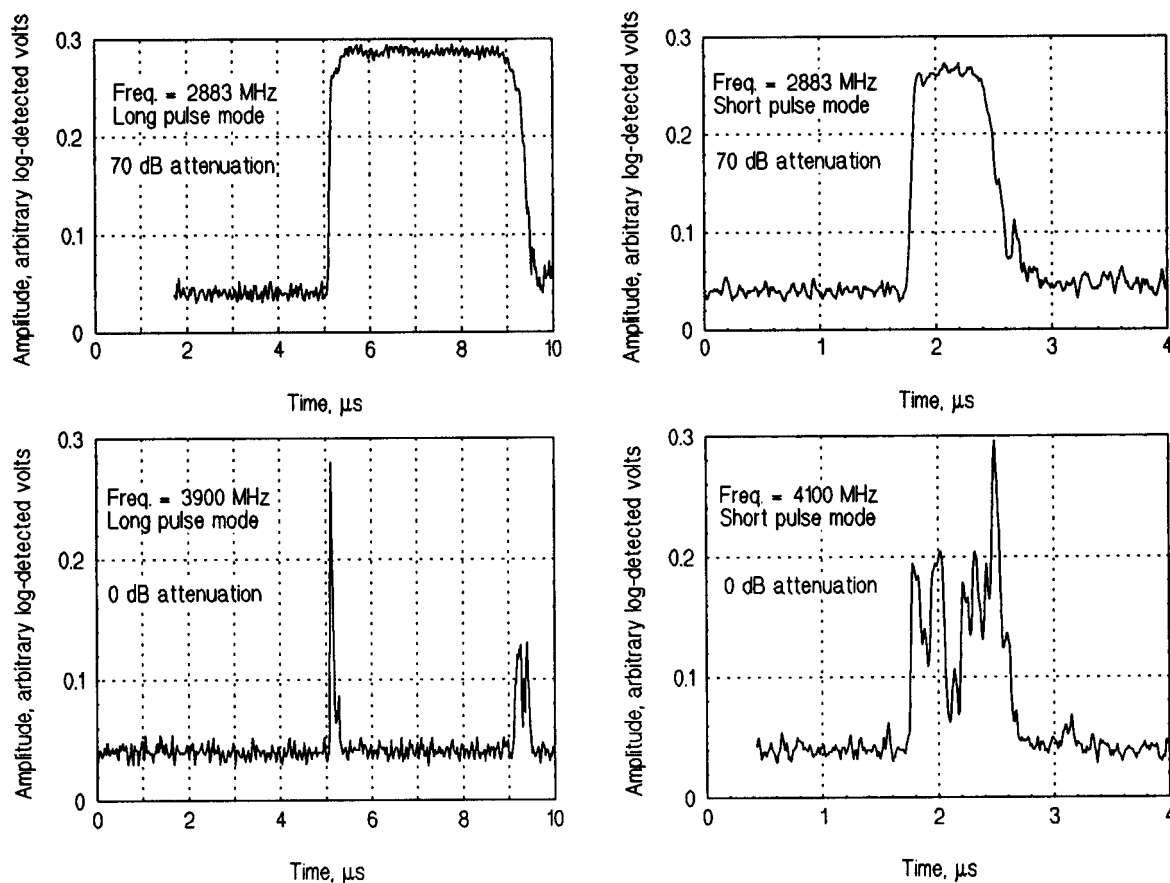 Amplitude, arbitrary log-detected volts
0.3
0.2
0.1
0
Freq. = 2883 MHz
Long pulse mode
70 dB attenuation
0 2 4 6 8 10
Time, μs
Amplitude, arbitrary log-detected volts
0.3
0.2
0.1
0
Freq. = 2883 MHz
Short pulse mode
70 dB attenuation
0 1 2 3 4
Time, μs
Amplitude, arbitrary log-detected volts
0.3
0.2
0.1
0
Freq. = 3900 MHz
Long pulse mode
0 dB attenuation
0 2 4 6 8 10
Time, μs
Amplitude, arbitrary log-detected volts
0.3
0.2
0.1
0
Freq. = 4100 MHz
Short pulse mode
0 dB attenuation
0 1 2 3 4
Time, μs